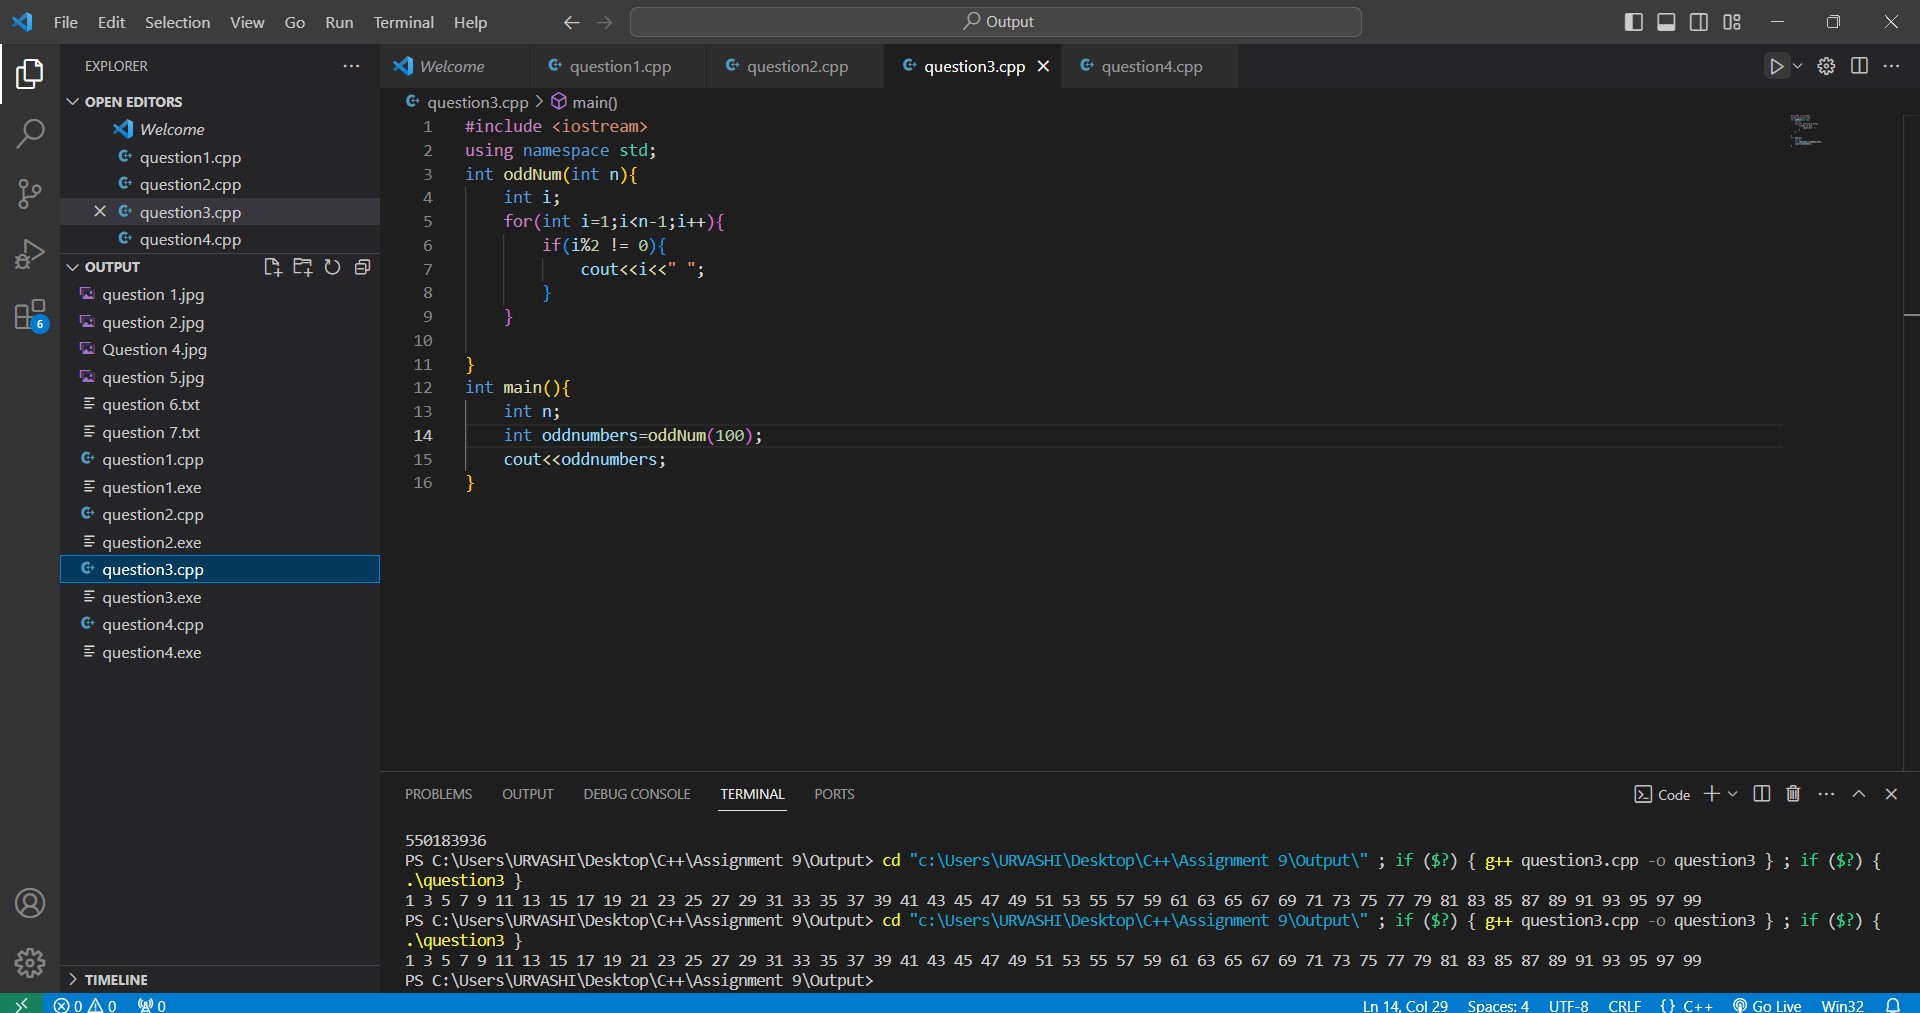 File Edit Selection View Go Run Terminal Help Output
EXPLORER
OPEN EDITORS
Welcome
question1.cpp
question2.cpp
question3.cpp
question4.cpp
OUTPUT
question 1.jpg
question 2.jpg
Question 4.jpg
question 5.jpg
question 6.txt
question 7.txt
question1.cpp
question1.exe
question2.cpp
question2.exe
question3.cpp
question3.exe
question4.cpp
question4.exe
TIMELINE
6
Welcome question1.cpp question2.cpp question3.cpp question4.cpp
question3.cpp > main()
1 #include <iostream>
2 using namespace std;
3 int oddNum(int n){
4     int i;
5     for(int i=1;i<n-1;i++){
6         if(i%2 != 0){
7             cout<<i<<" ";
8         }
9     }
10
11 }
12 int main(){
13     int n;
14     int oddnumbers=oddNum(100);
15     cout<<oddnumbers;
16 }
PROBLEMS OUTPUT DEBUG CONSOLE TERMINAL PORTS Code
550183936
PS C:\Users\URVASHI\Desktop\C++\Assignment 9\Output> cd "c:\Users\URVASHI\Desktop\C++\Assignment 9\Output\" ; if ($?) { g++ question3.cpp -o question3 } ; if ($?) {
.\question3 }
1 3 5 7 9 11 13 15 17 19 21 23 25 27 29 31 33 35 37 39 41 43 45 47 49 51 53 55 57 59 61 63 65 67 69 71 73 75 77 79 81 83 85 87 89 91 93 95 97 99
PS C:\Users\URVASHI\Desktop\C++\Assignment 9\Output> cd "c:\Users\URVASHI\Desktop\C++\Assignment 9\Output\" ; if ($?) { g++ question3.cpp -o question3 } ; if ($?) {
.\question3 }
1 3 5 7 9 11 13 15 17 19 21 23 25 27 29 31 33 35 37 39 41 43 45 47 49 51 53 55 57 59 61 63 65 67 69 71 73 75 77 79 81 83 85 87 89 91 93 95 97 99
PS C:\Users\URVASHI\Desktop\C++\Assignment 9\Output>
0 0 0 Ln 14, Col 29 Spaces: 4 UTF-8 CRLF {} C++ Go Live Win32